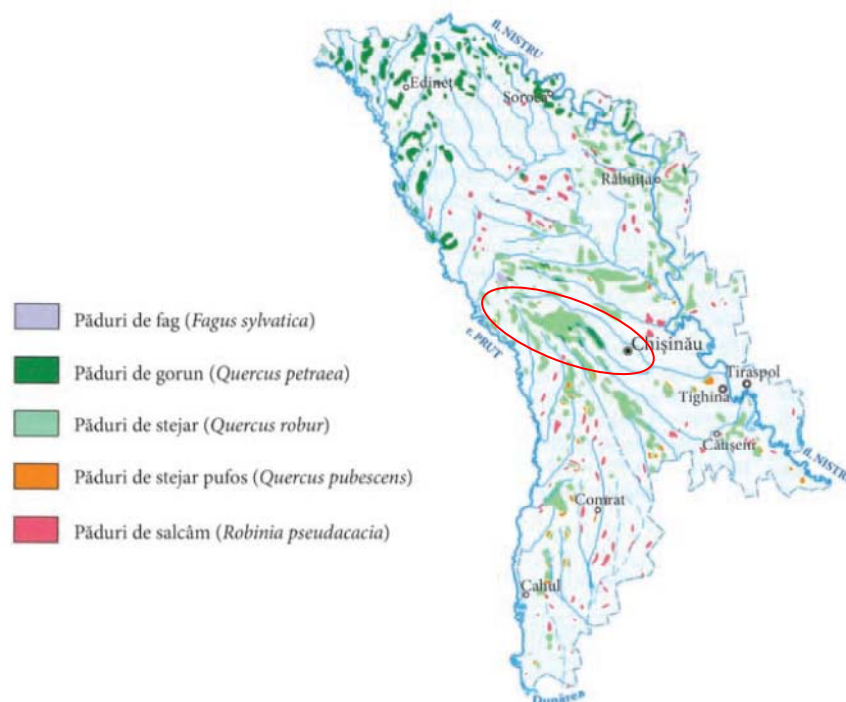 fl. NISTRU
Edineț
Soroca
Râbnița
Păduri de fag (Fagus sylvatica)
Păduri de gorun (Quercus petraea)
Păduri de stejar (Quercus robur)
Păduri de stejar pufos (Quercus pubescens)
Păduri de salcâm (Robinia pseudacacia)
r. PRUT
Chișinău
Tiraspol
Tighina
Căușeni
fl. NISTRU
Comrat
Cahul
Dunărea